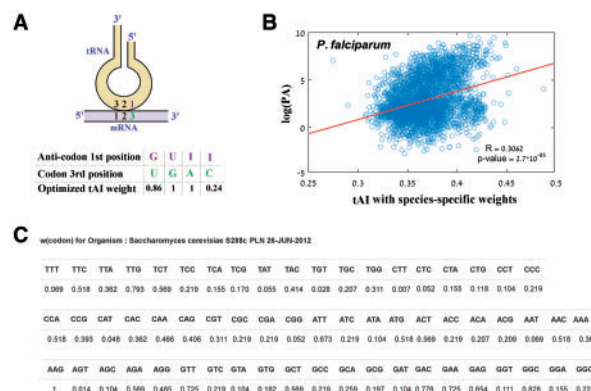 A
3'
5'
tRNA
3 2 1
5'
1 2 3
3'
mRNA
Anti-codon 1st position G U I I
Codon 3rd position U G A C
Optimized tAI weight 0.86 1 1 0.24
B
P. falciparum
10
5
0
-5
log(PA)
R = 0.3062
0.25 0.3 0.35 0.4 0.45 0.5
tAI with species-specific weights
C
w(codon) for Organism : Saccharomyces cerevisiae S288c PLN 26-JUN-2012
TTT TTC TTA TTG TCT TCC TCA TCG TAT TAC TGT TGC TGG CTT CTC CTA CTG CCT CCC
0.069 0.518 0.362 0.793 0.569 0.219 0.155 0.170 0.055 0.414 0.028 0.207 0.311 0.007 0.052 0.155 0.118 0.104 0.219
CCA CCG CAT CAC CAA CAG CGT CGC CGA CGG ATT ATC ATA ATG ACT ACC ACA ACG AAT AAC AAA
0.518 0.393 0.048 0.362 0.466 0.406 0.311 0.219 0.219 0.052 0.673 0.219 0.104 0.518 0.569 0.219 0.207 0.209 0.069 0.518
AAG AGT AGC AGA AGG GTT GTC GTA GTG GCT GCC GCA GCG GAT GAC GAA GAG GGT GGC GGA GGG
1 0.014 0.104 0.569 0.485 0.725 0.219 0.104 0.182 0.569 0.219 0.259 0.197 0.104 0.776 0.725 0.654 0.111 0.828 0.155